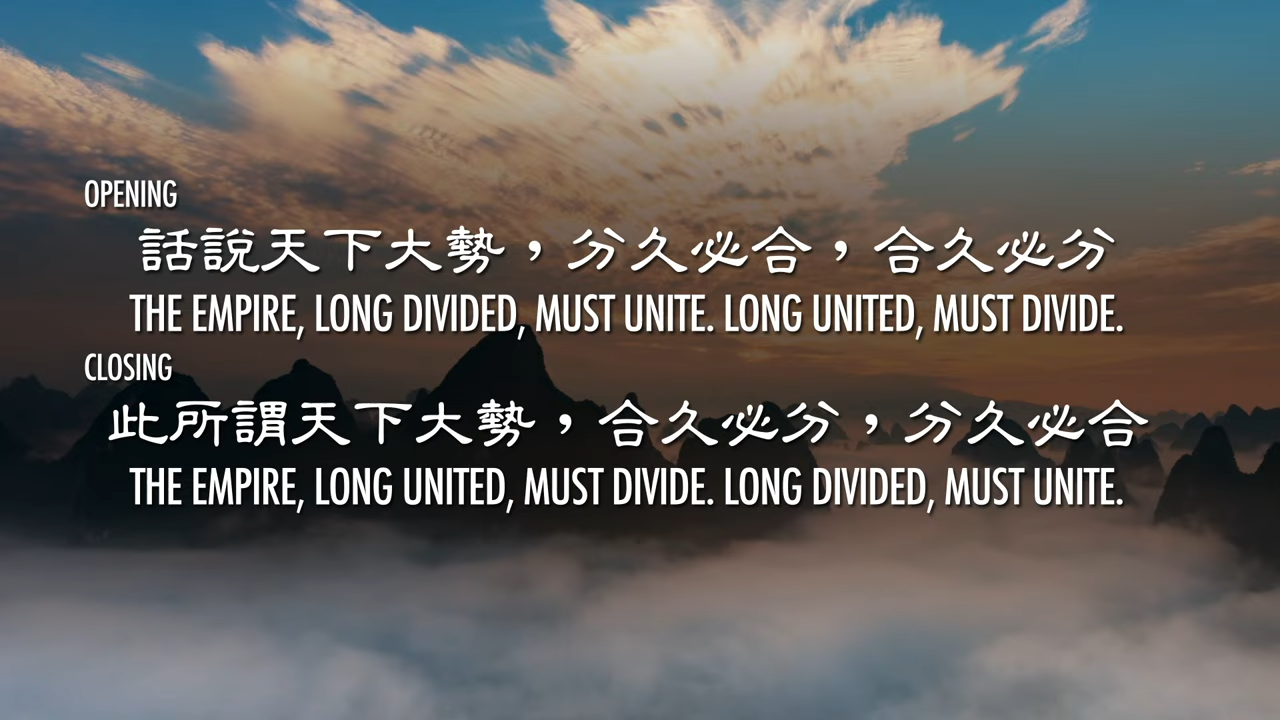 OPENING
話說天下大勢，分久必合，合久必分
THE EMPIRE, LONG DIVIDED, MUST UNITE. LONG UNITED, MUST DIVIDE.
CLOSING
此所謂天下大勢，合久必分，分久必合
THE EMPIRE, LONG UNITED, MUST DIVIDE. LONG DIVIDED, MUST UNITE.